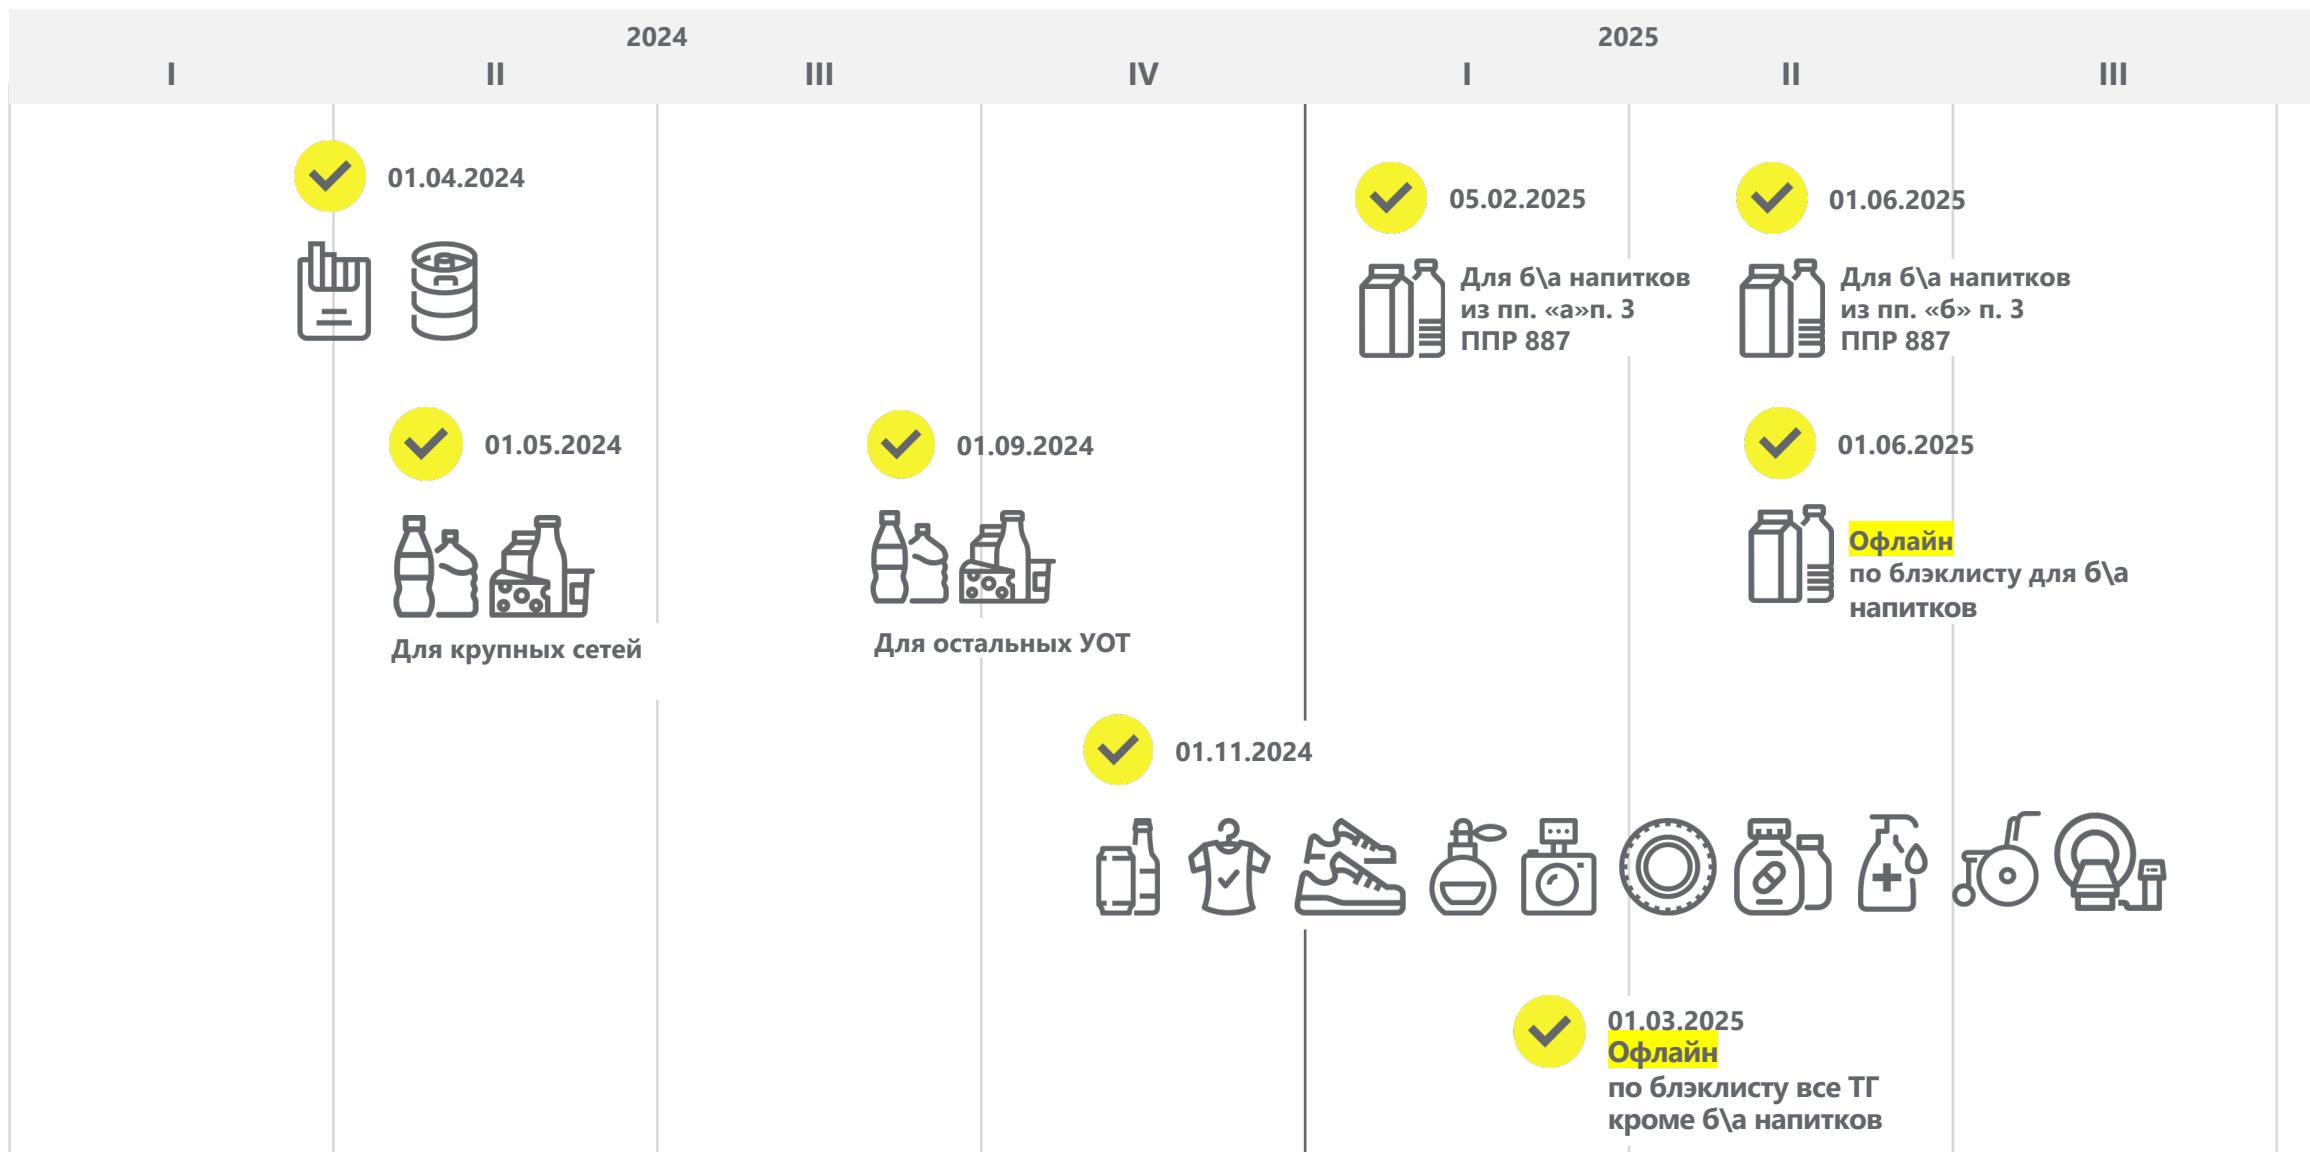 2024
2025
I
II
III
IV
I
II
III
01.04.2024
05.02.2025
Для б\а напитков
из пп. «а»п. 3
ППР 887
01.06.2025
Для б\а напитков
из пп. «б» п. 3
ППР 887
01.05.2024
Для крупных сетей
01.09.2024
Для остальных УОТ
01.06.2025
Офлайн
по блэклисту для б\а
напитков
01.11.2024
01.03.2025
Офлайн
по блэклисту все ТГ
кроме б\а напитков